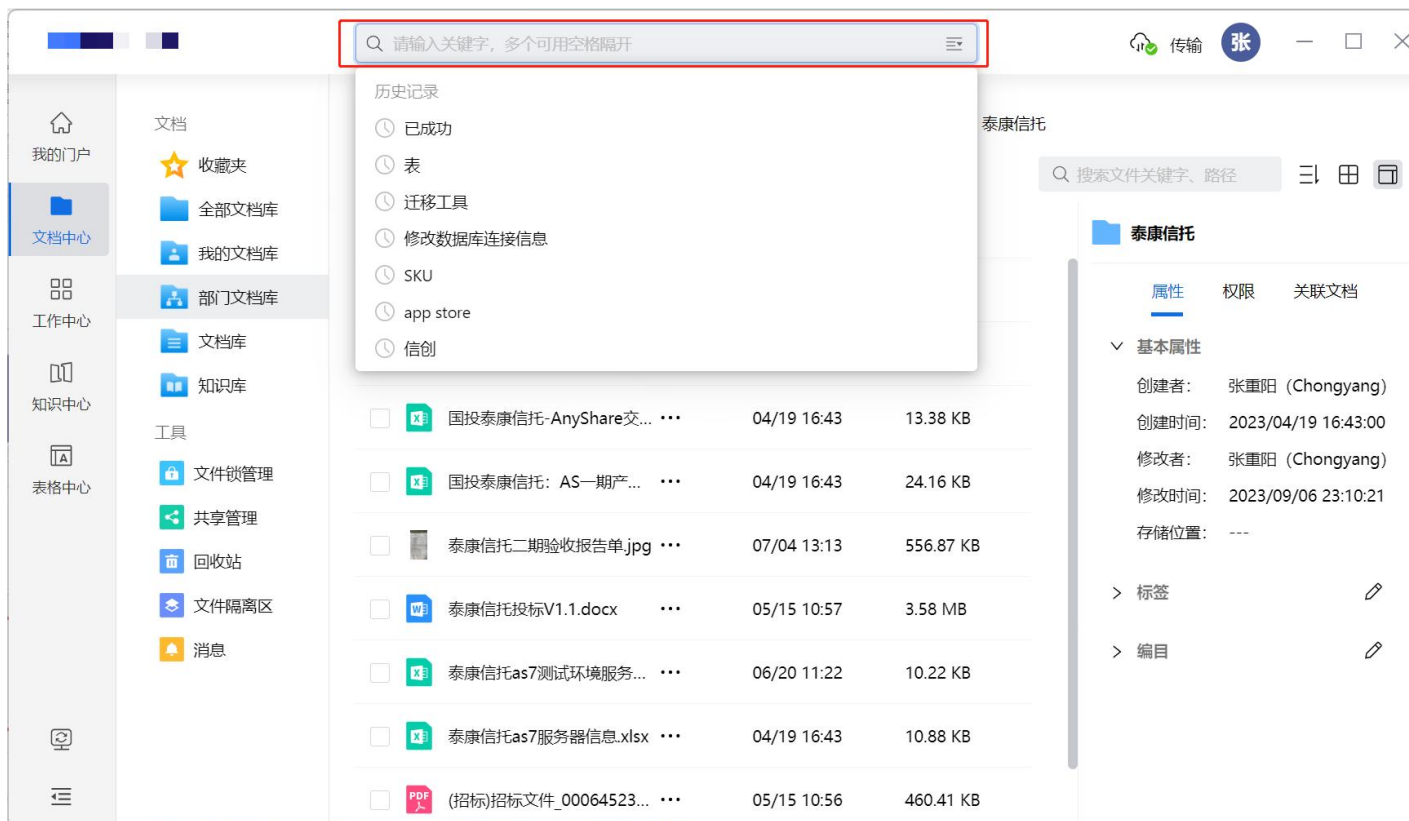 请输入关键字，多个可用空格隔开
传输
张
历史记录
已成功
表
迁移工具
修改数据库连接信息
SKU
app store
信创
我的门户
文档中心
工作中心
知识中心
表格中心
文档
收藏夹
全部文档库
我的文档库
部门文档库
文档库
知识库
工具
文件锁管理
共享管理
回收站
文件隔离区
消息
泰康信托
搜索文件关键字、路径
国投泰康信托-AnyShare交... ··· 04/19 16:43 13.38 KB
国投泰康信托：AS一期产... ··· 04/19 16:43 24.16 KB
泰康信托二期验收报告单.jpg ··· 07/04 13:13 556.87 KB
泰康信托投标V1.1.docx ··· 05/15 10:57 3.58 MB
泰康信托as7测试环境服务... ··· 06/20 11:22 10.22 KB
泰康信托as7服务器信息.xlsx ··· 04/19 16:43 10.88 KB
PDF (招标)招标文件_00064523... ··· 05/15 10:56 460.41 KB
泰康信托
属性 权限 关联文档
基本属性
创建者： 张重阳（Chongyang）
创建时间： 2023/04/19 16:43:00
修改者： 张重阳（Chongyang）
修改时间： 2023/09/06 23:10:21
存储位置： ---
标签
编目